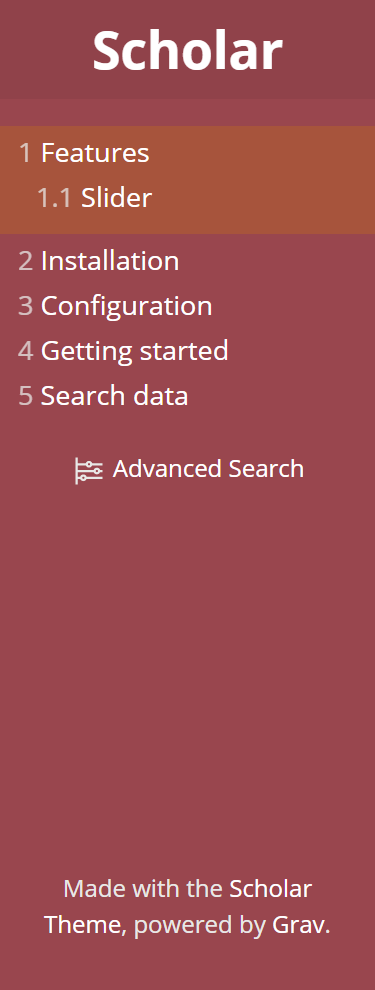 Scholar
1 Features
1.1 Slider
2 Installation
3 Configuration
4 Getting started
5 Search data
Advanced Search
Made with the Scholar
Theme, powered by Grav.